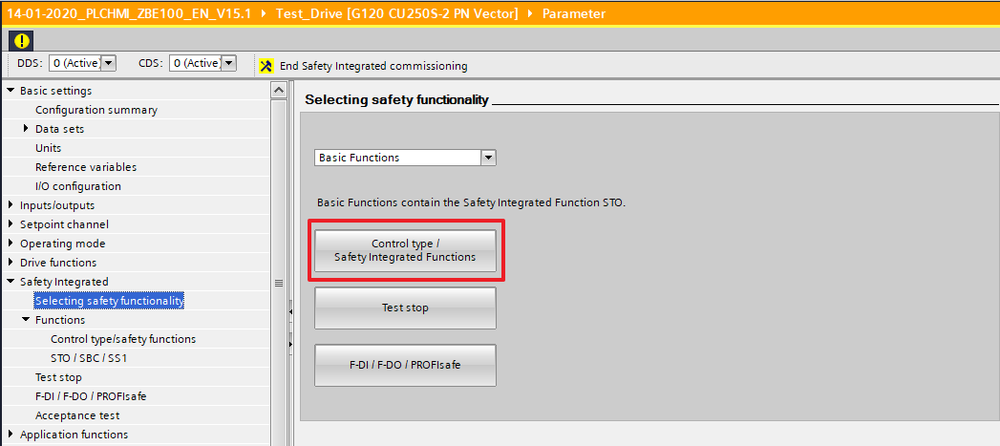 14-01-2020_PLCHMI_ZBE100_EN_V15.1 Test_Drive [G120 CU250S-2 PN Vector] Parameter
DDS: 0 (Active) CDS: 0 (Active) End Safety Integrated commissioning
Basic settings
Configuration summary
Data sets
Units
Reference variables
I/O configuration
Inputs/outputs
Setpoint channel
Operating mode
Drive functions
Safety Integrated
Selecting safety functionality
Functions
Control type/safety functions
STO / SBC / SS1
Test stop
F-DI / F-DO / PROFIsafe
Acceptance test
Application functions
Selecting safety functionality
Basic Functions
Basic Functions contain the Safety Integrated Function STO.
Control type /
Safety Integrated Functions
Test stop
F-DI / F-DO / PROFIsafe